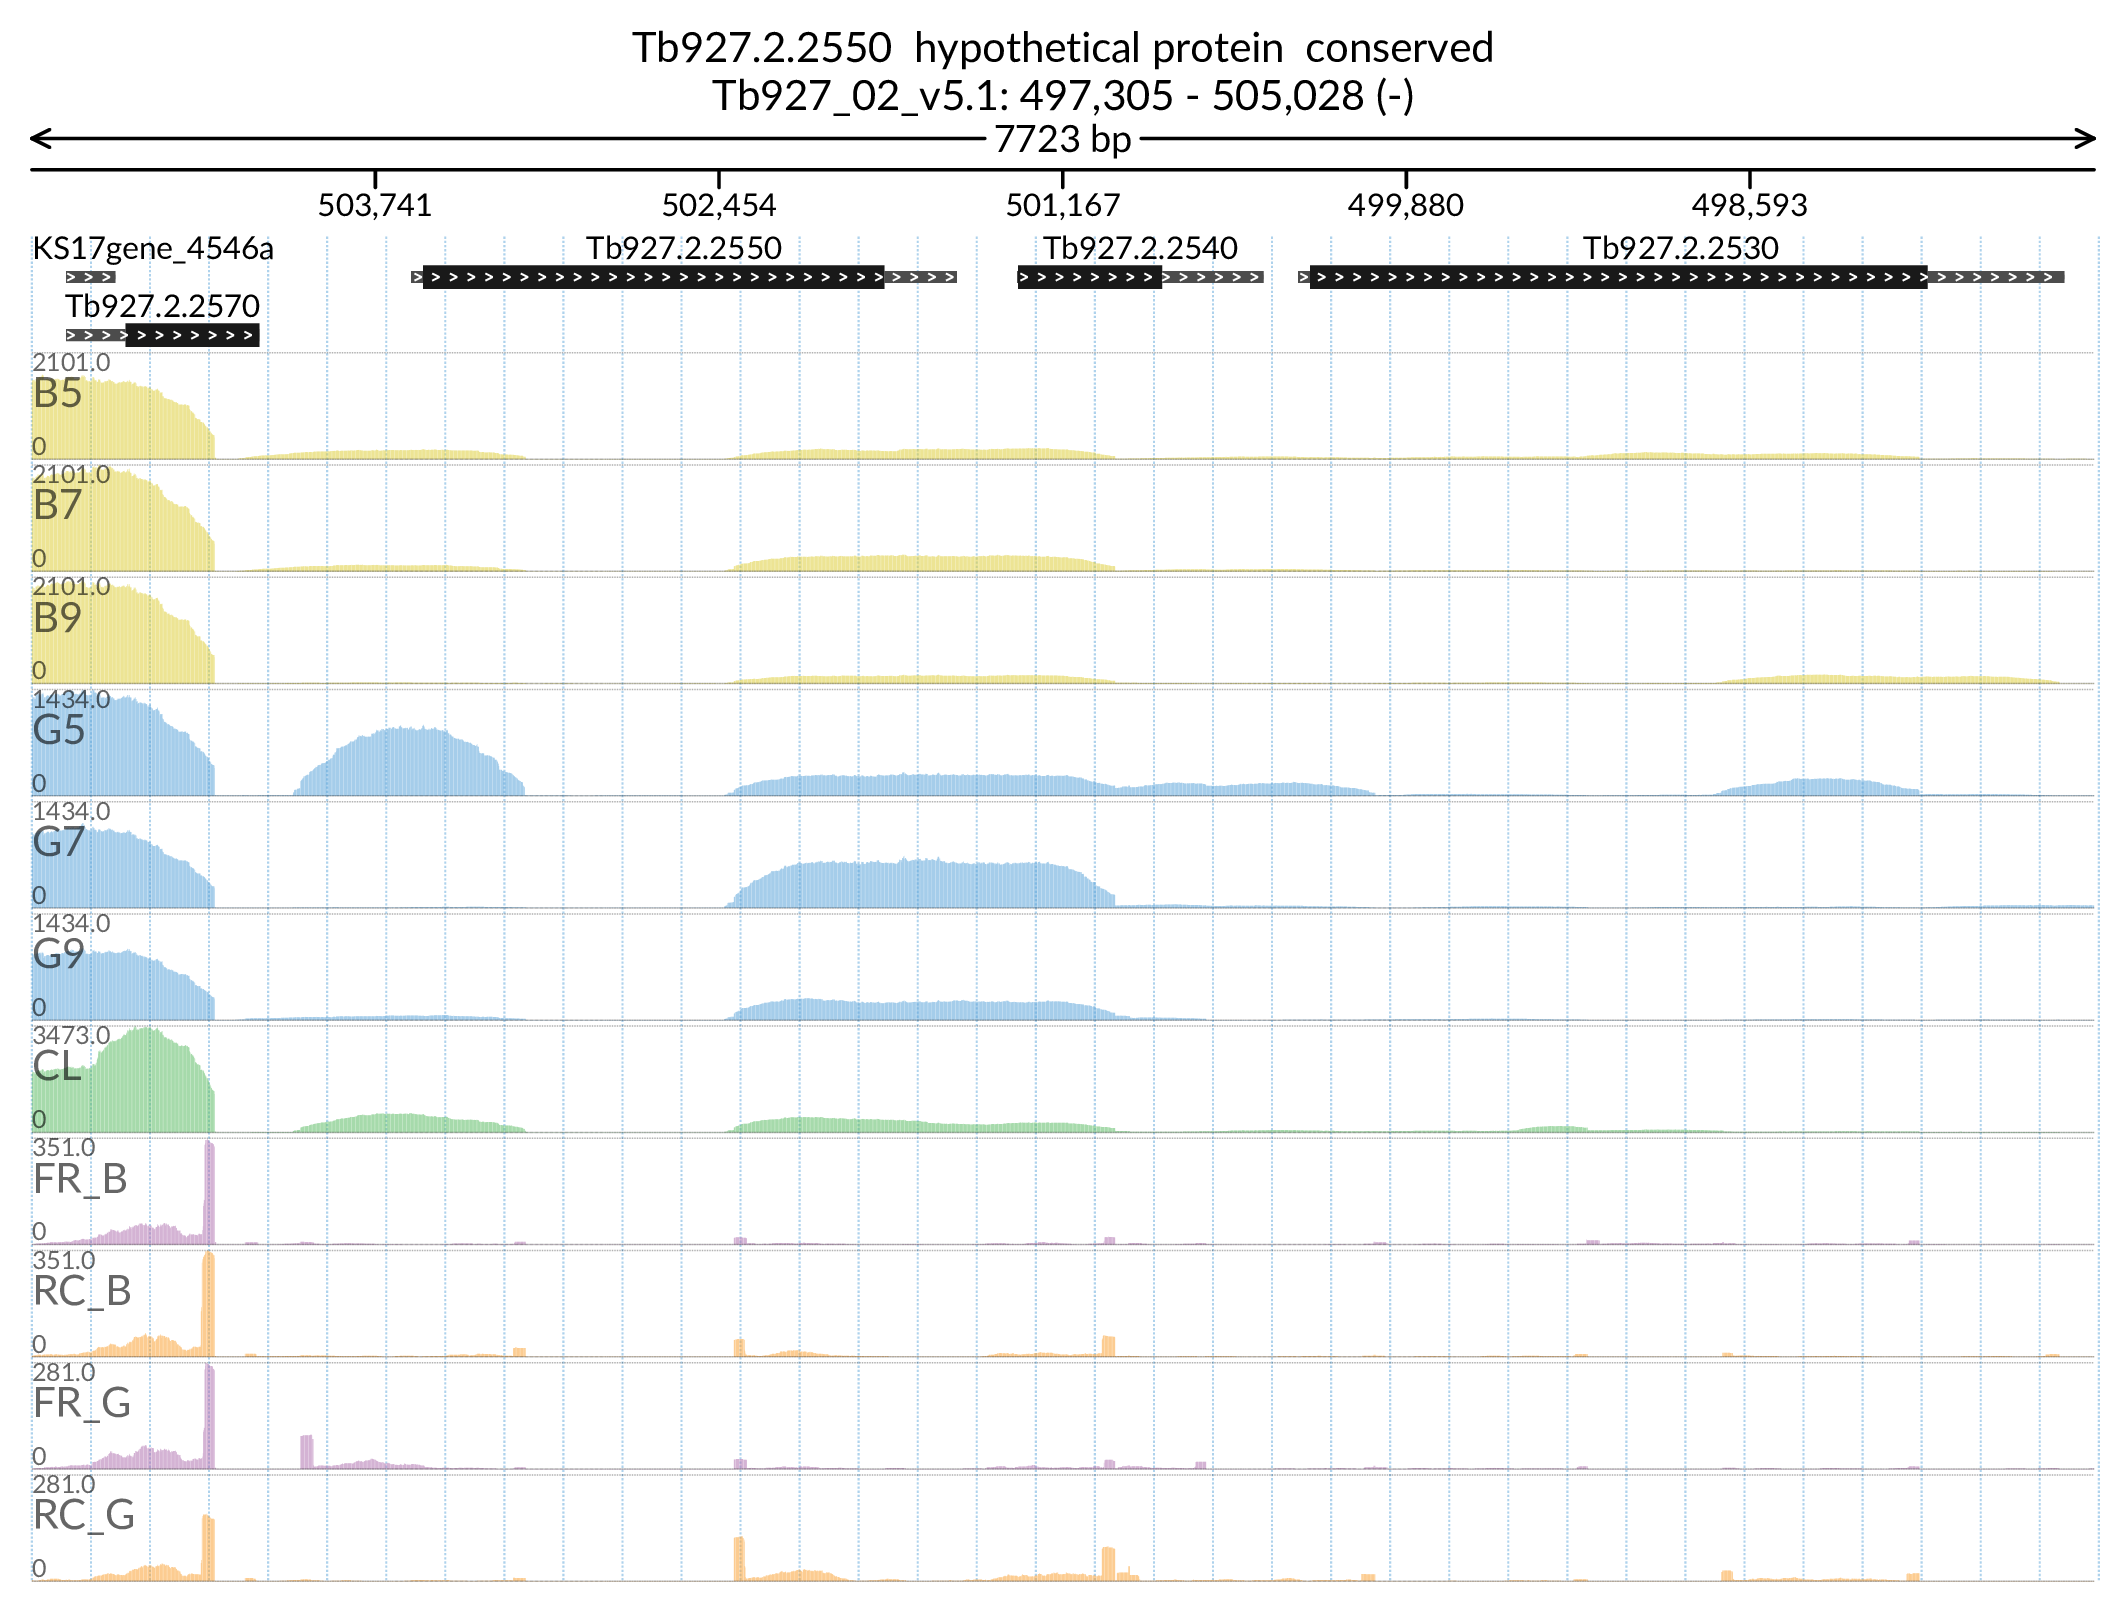 Tb927.2.2550 hypothetical protein conserved
Tb927_02_v5.1: 497,305 - 505,028 (-)
7723 bp
503,741 502,454 501,167 499,880 498,593
KS17gene_4546a Tb927.2.2550 Tb927.2.2540 Tb927.2.2530
Tb927.2.2570
2101.0
B5
0
2101.0
B7
0
2101.0
B9
0
1434.0
G5
0
1434.0
G7
0
1434.0
G9
0
3473.0
CL
0
351.0
FR_B
0
351.0
RC_B
0
281.0
FR_G
0
281.0
RC_G
0